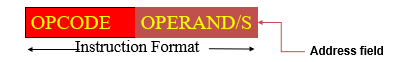 OPCODE OPERAND/S
Instruction Format
Address field